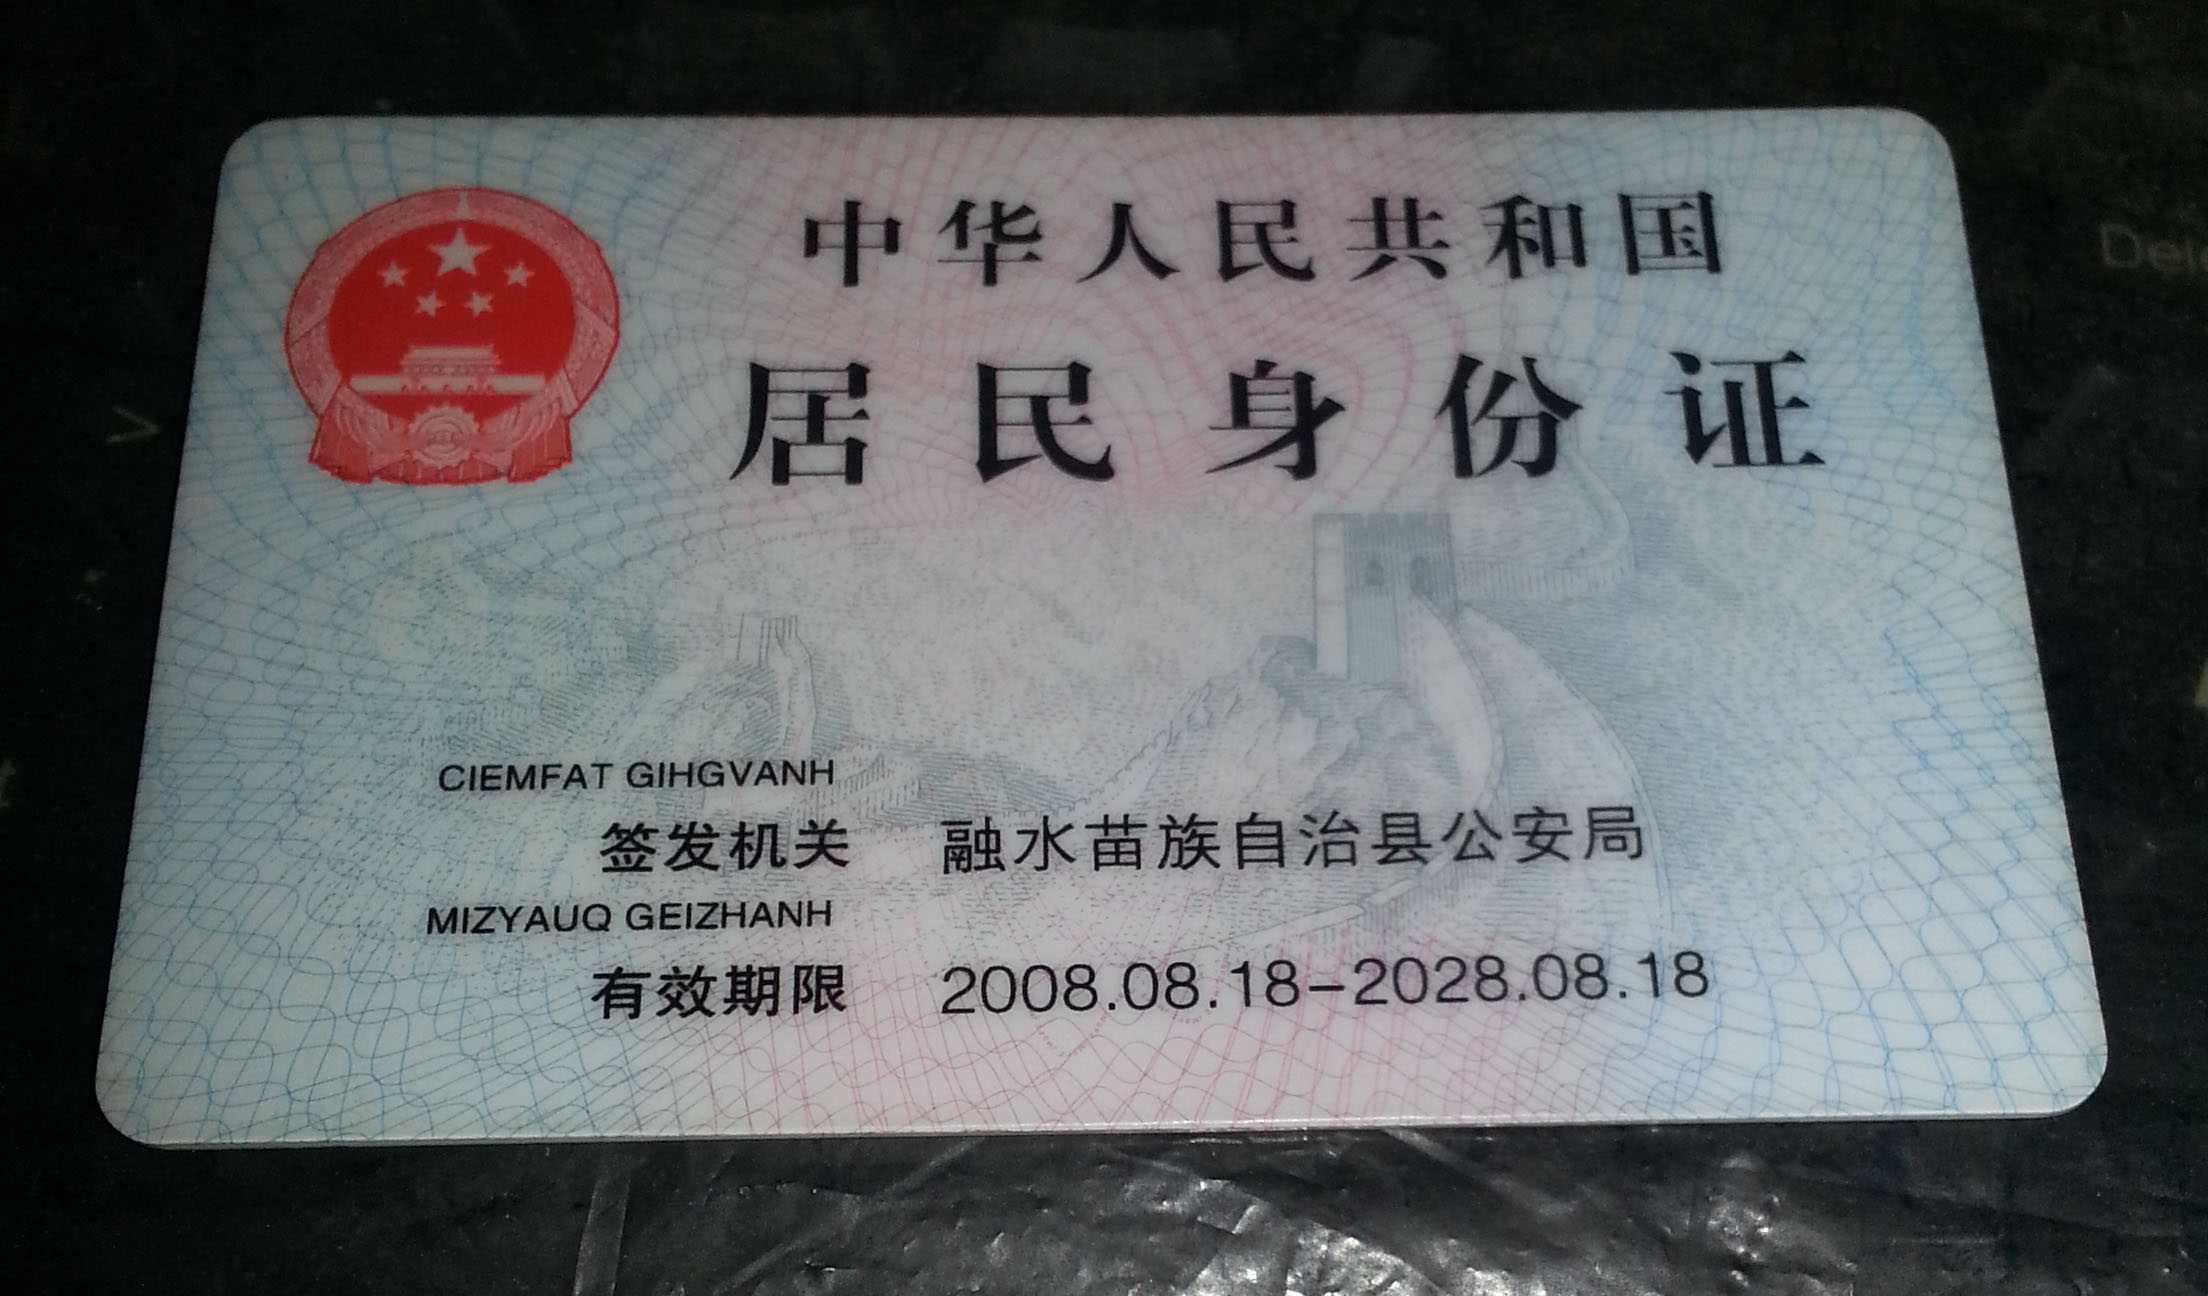 中华人民共和国
居民身份证
CIEMFAT GIHGVANH
签发机关 融水苗族自治县公安局
MIZYAUQ GEIZHANH
有效期限 2008.08.18-2028.08.18